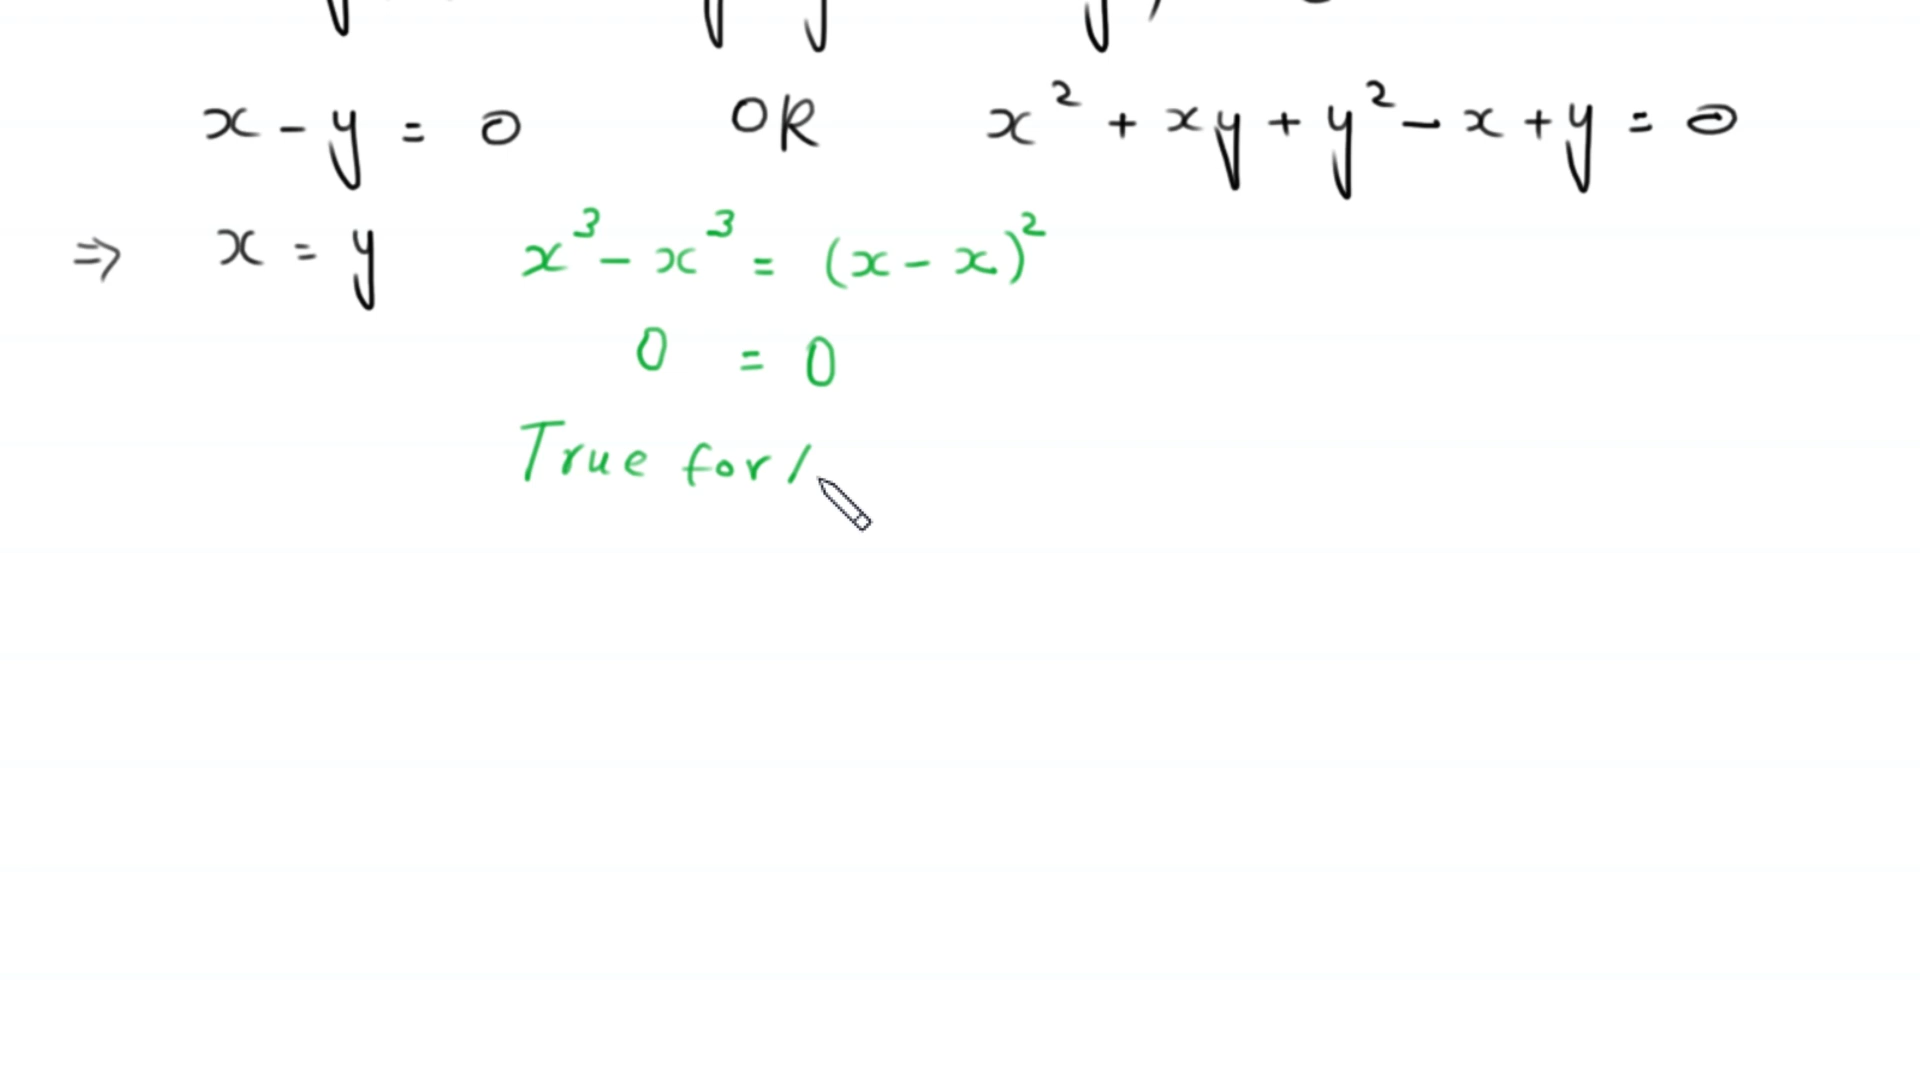 x - y = 0 OR x² + xy + y² - x + y = 0
⇒ x = y x³ - x³ = (x - x)²
0 = 0
True for